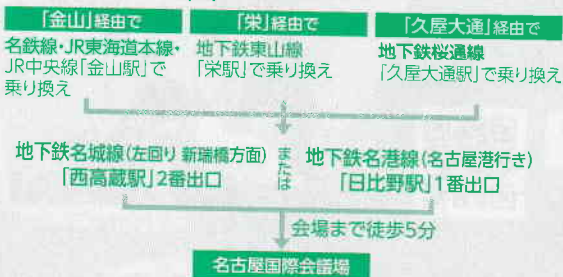 「金山」経由で
名鉄線・JR東海道本線・
JR中央線「金山駅」で
乗り換え
「栄」経由で
地下鉄東山線
「栄駅」で乗り換え
「久屋大通」経由で
地下鉄桜通線
「久屋大通駅」で乗り換え
地下鉄名城線(左回り 新瑞橋方面)
「西高蔵駅」2番出口
または
地下鉄名港線(名古屋港行き)
「日比野駅」1番出口
会場まで徒歩5分
名古屋国際会議場